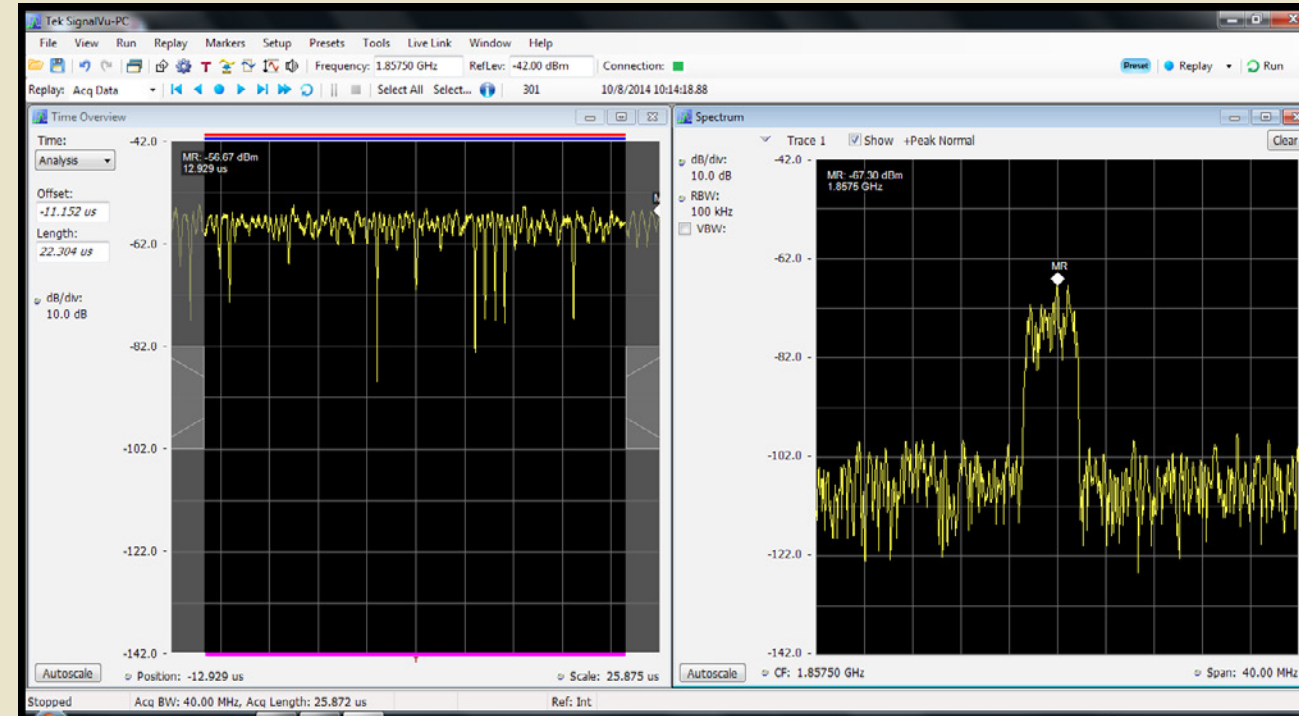 Tek SignalVu-PC
File View Run Replay Markers Setup Presets Tools Live Link Window Help
Frequency: 1.85750 GHz RefLev: -42.00 dBm Connection: Preset Replay Run
Replay: Acq Data Select All Select... 301 10/8/2014 10:14:18.88
Time Overview
Time:
Analysis
Offset:
-11.152 us
Length:
22.304 us
dB/div:
10.0 dB
-42.0
MR: -56.67 dBm
12.929 us
-62.0
-82.0
-102.0
-122.0
-142.0
T
Autoscale Position: -12.929 us Scale: 25.875 us
Spectrum
Trace 1 Show +Peak Normal Clear
dB/div:
10.0 dB
RBW:
100 kHz
VBW:
-42.0
MR: -67.30 dBm
1.8575 GHz
-62.0
MR
-82.0
-102.0
-122.0
-142.0
Autoscale CF: 1.85750 GHz Span: 40.00 MHz
Stopped Acq BW: 40.00 MHz, Acq Length: 25.872 us Ref: Int